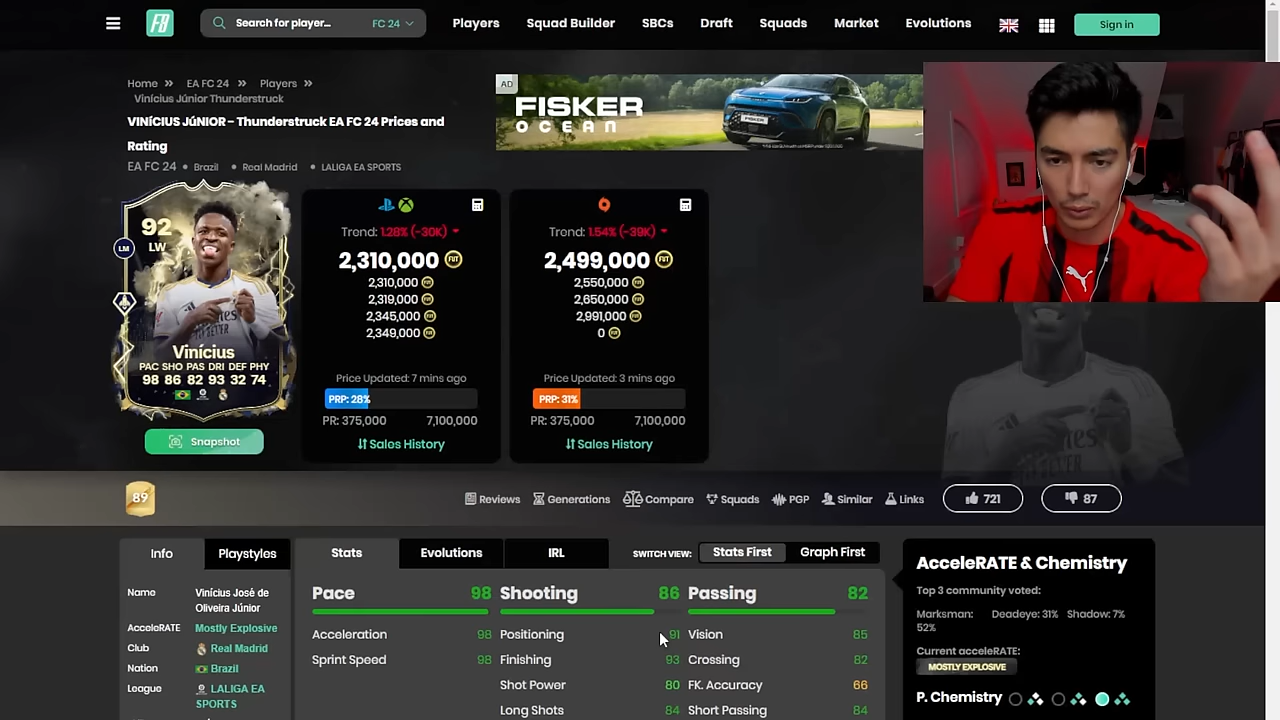 Search for player...
FC 24
Players
Squad Builder
SBCs
Draft
Squads
Market
Evolutions
Sign in
Home » EA FC 24 » Players »
Vinícius Júnior Thunderstruck
VINÍCIUS JúNIOR - Thunderstruck EA FC 24 Prices and
Rating
EA FC 24 • Brazil • Real Madrid • LALIGA EA SPORTS
AD
FISKER
OCEAN
92
LW
LM
Vinícius
PAC SHO PAS DRI DEF PHY
98 86 82 93 32 74
Snapshot
Trend: 1.28% (-30K)
2,310,000
2,310,000
2,319,000
2,345,000
2,349,000
Price Updated: 7 mins ago
PRP: 28%
PR: 375,000 7,100,000
Sales History
Trend: 1.54% (-39K)
2,499,000
2,550,000
2,650,000
2,991,000
0
Price Updated: 3 mins ago
PRP: 31%
PR: 375,000 7,100,000
Sales History
89
Reviews
Generations
Compare
Squads
PGP
Similar
Links
721
87
Info
Playstyles
Name Vinícius José de
Oliveira Júnior
AcceleRATE Mostly Explosive
Club Real Madrid
Nation Brazil
League LALIGA EA
SPORTS
Stats
Evolutions
IRL
SWITCH VIEW:
Stats First
Graph First
Pace 98
Acceleration 98
Sprint Speed 98
Shooting 86
Positioning 91
Finishing 93
Shot Power 80
Long Shots 84
Passing 82
Vision 85
Crossing 82
FK. Accuracy 66
Short Passing 84
AcceleRATE & Chemistry
Top 3 community voted:
Marksman: Deadeye: 31% Shadow: 7%
52%
Current acceleRATE:
MOSTLY EXPLOSIVE
P. Chemistry